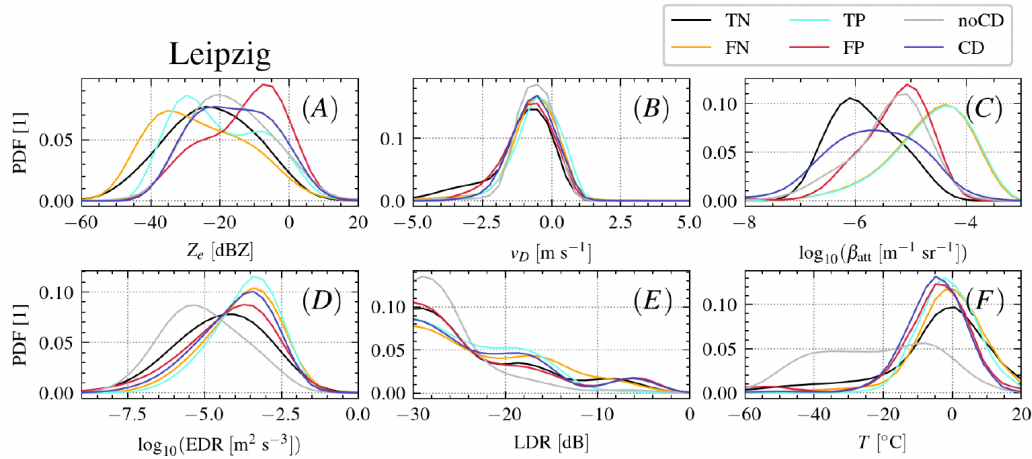 Leipzig
TN TP noCD
FN FP CD
PDF [1]
0.05
0.00
−60 −40 −20 0 20
Z_e [dBZ]
(A)
0.1
0.0
−5.0 −2.5 0.0 2.5 5.0
v_D [m s⁻¹]
(B)
0.10
0.05
0.00
−8 −6 −4
log₁₀(β_att [m⁻¹ sr⁻¹])
(C)
PDF [1]
0.10
0.05
0.00
−7.5 −5.0 −2.5 0.0
log₁₀(EDR [m² s⁻³])
(D)
0.10
0.05
0.00
−30 −20 −10 0
LDR [dB]
(E)
0.10
0.05
0.00
−60 −40 −20 0 20
T [°C]
(F)